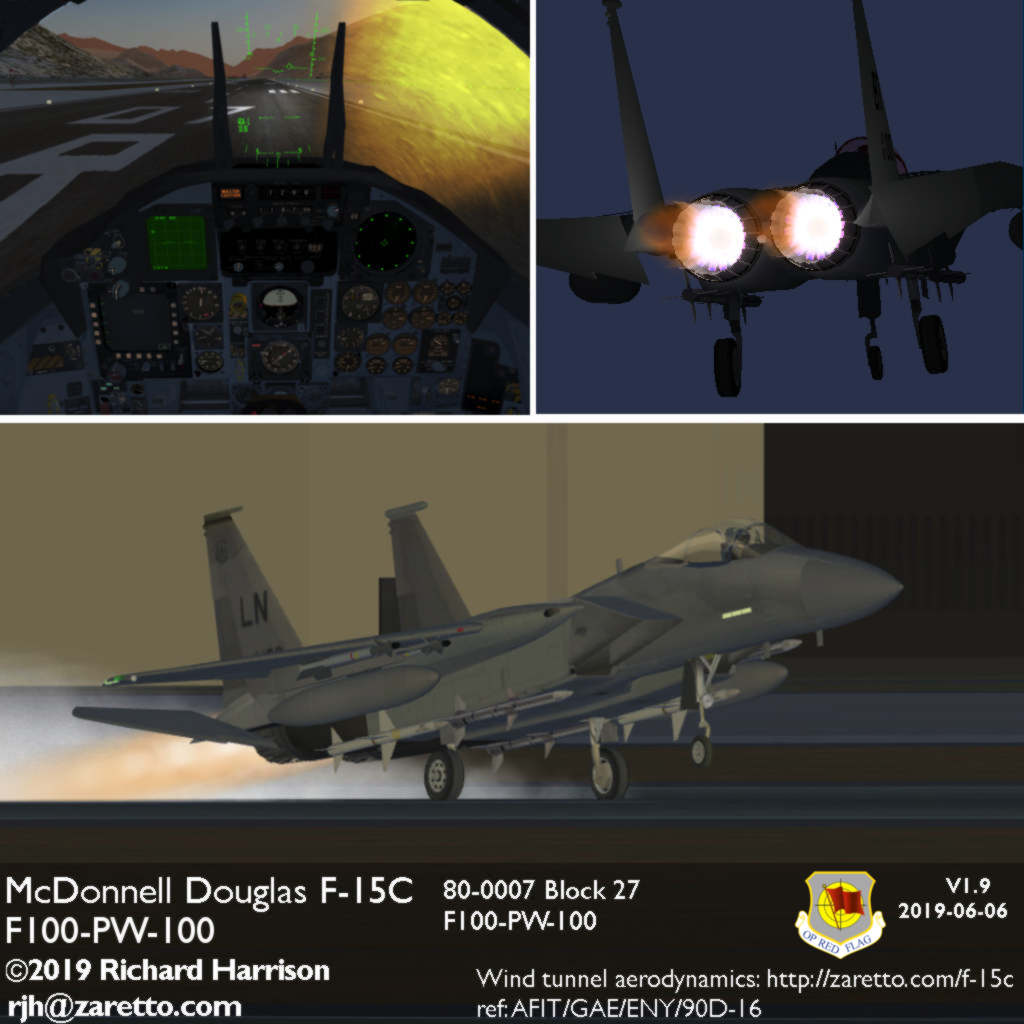 LN
McDonnell Douglas F-15C
F100-PW-100
©2019 Richard Harrison
rjh@zaretto.com
80-0007 Block 27
F100-PW-100
OP RED FLAG
V1.9
2019-06-06
Wind tunnel aerodynamics: http://zaretto.com/f-15c
ref: AFIT/GAE/ENY/90D-16